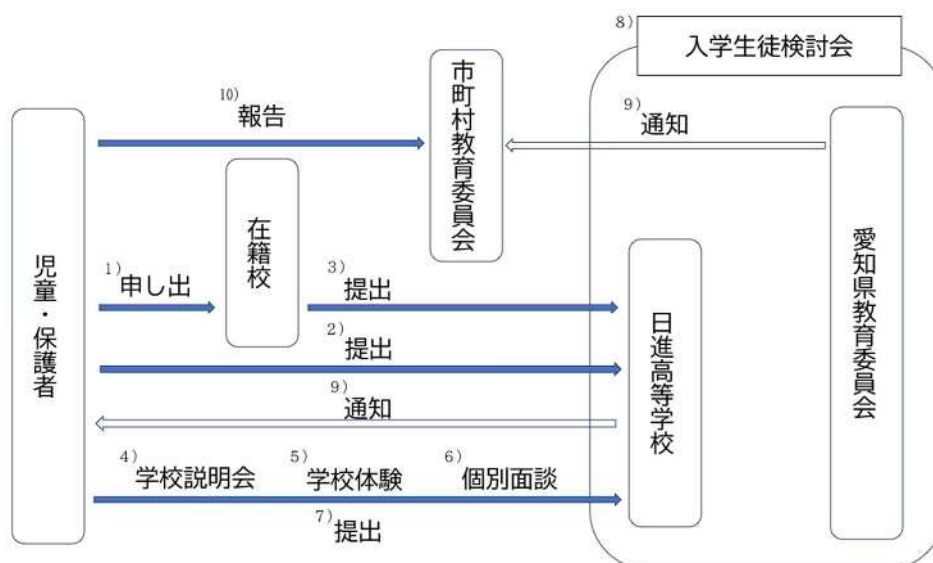 8) 入学生徒検討会
10) 報告
市町村教育委員会
9) 通知
児童・保護者
在籍校
愛知県教育委員会
1) 申し出
3) 提出
日進高等学校
2) 提出
9) 通知
4) 学校説明会 5) 学校体験 6) 個別面談
7) 提出